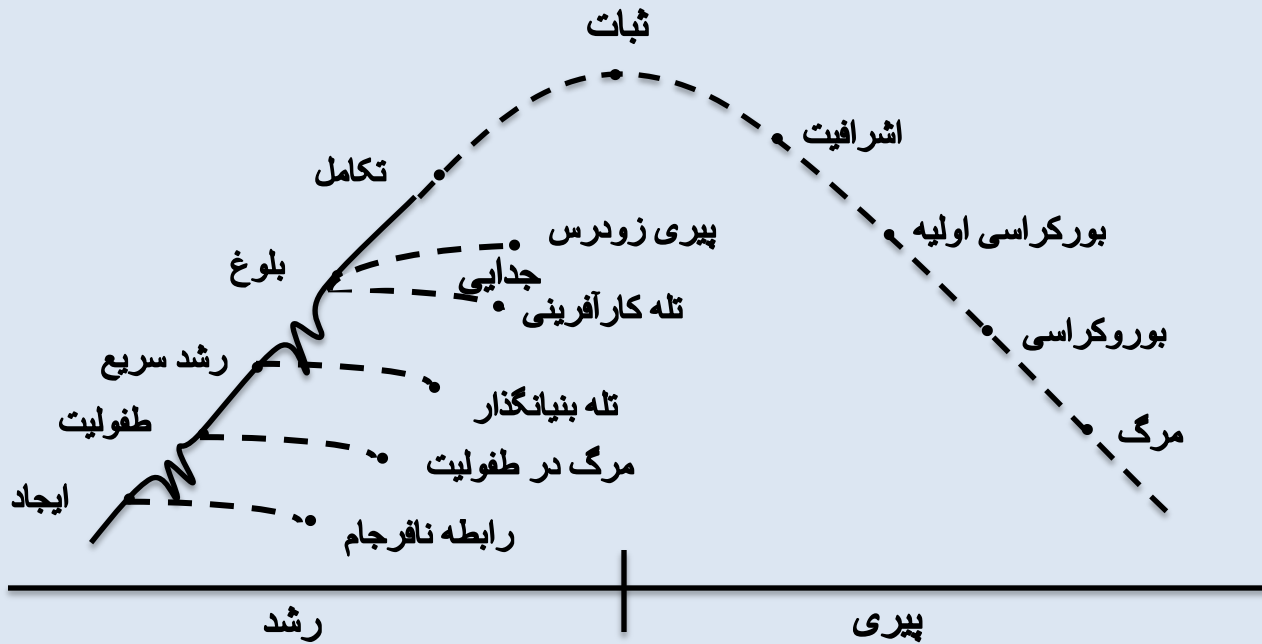 ثبات
اشرافیت
تکامل
پیری زودرس
بورکراسی اولیه
بلوغ
جدایی
تله کارآفرینی
بوروکراسی
رشد سریع
تله بنیانگذار
طفولیت
مرگ
مرگ در طفولیت
ایجاد
رابطه نافرجام
رشد
پیری